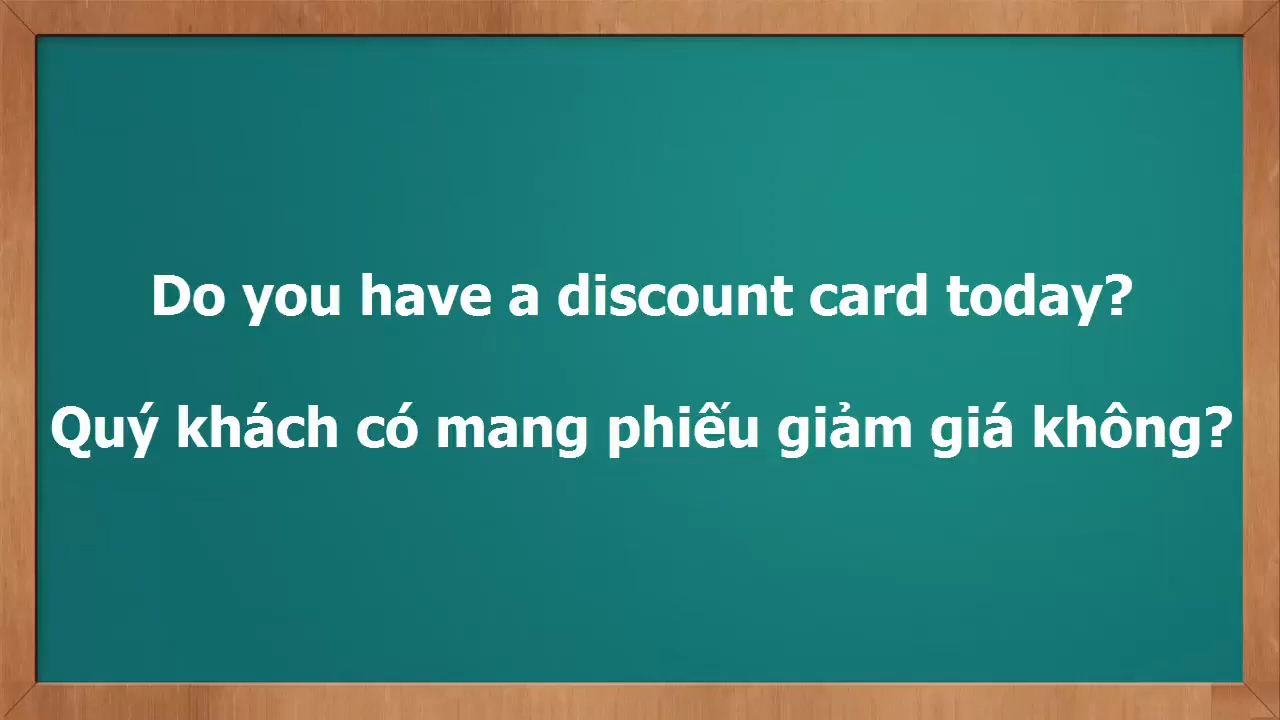 Do you have a discount card today?
Quý khách có mang phiếu giảm giá không?